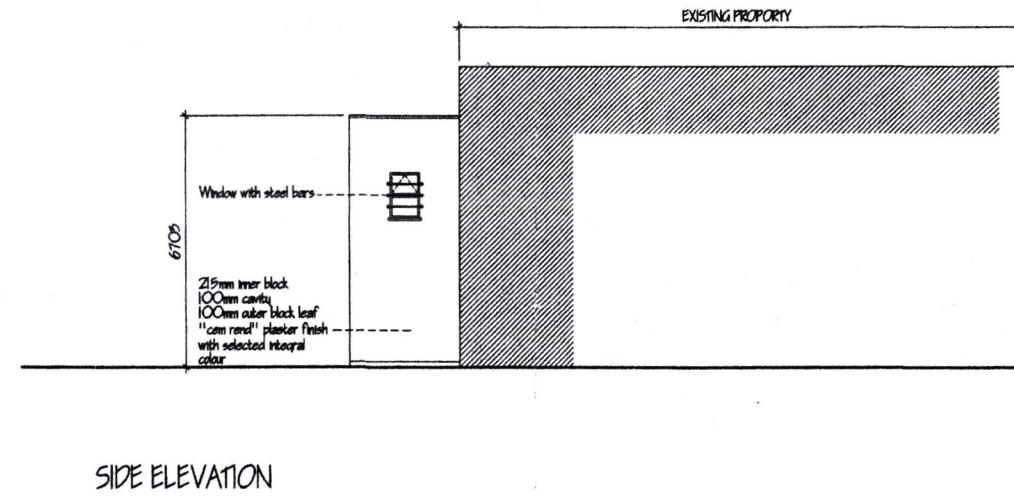 EXISTING PROPORTY
Window with steel bars
6705
215mm inner block
100mm cavity
100mm outer block leaf
"cem rend" plaster finish
with selected integral
colour
SIDE ELEVATION